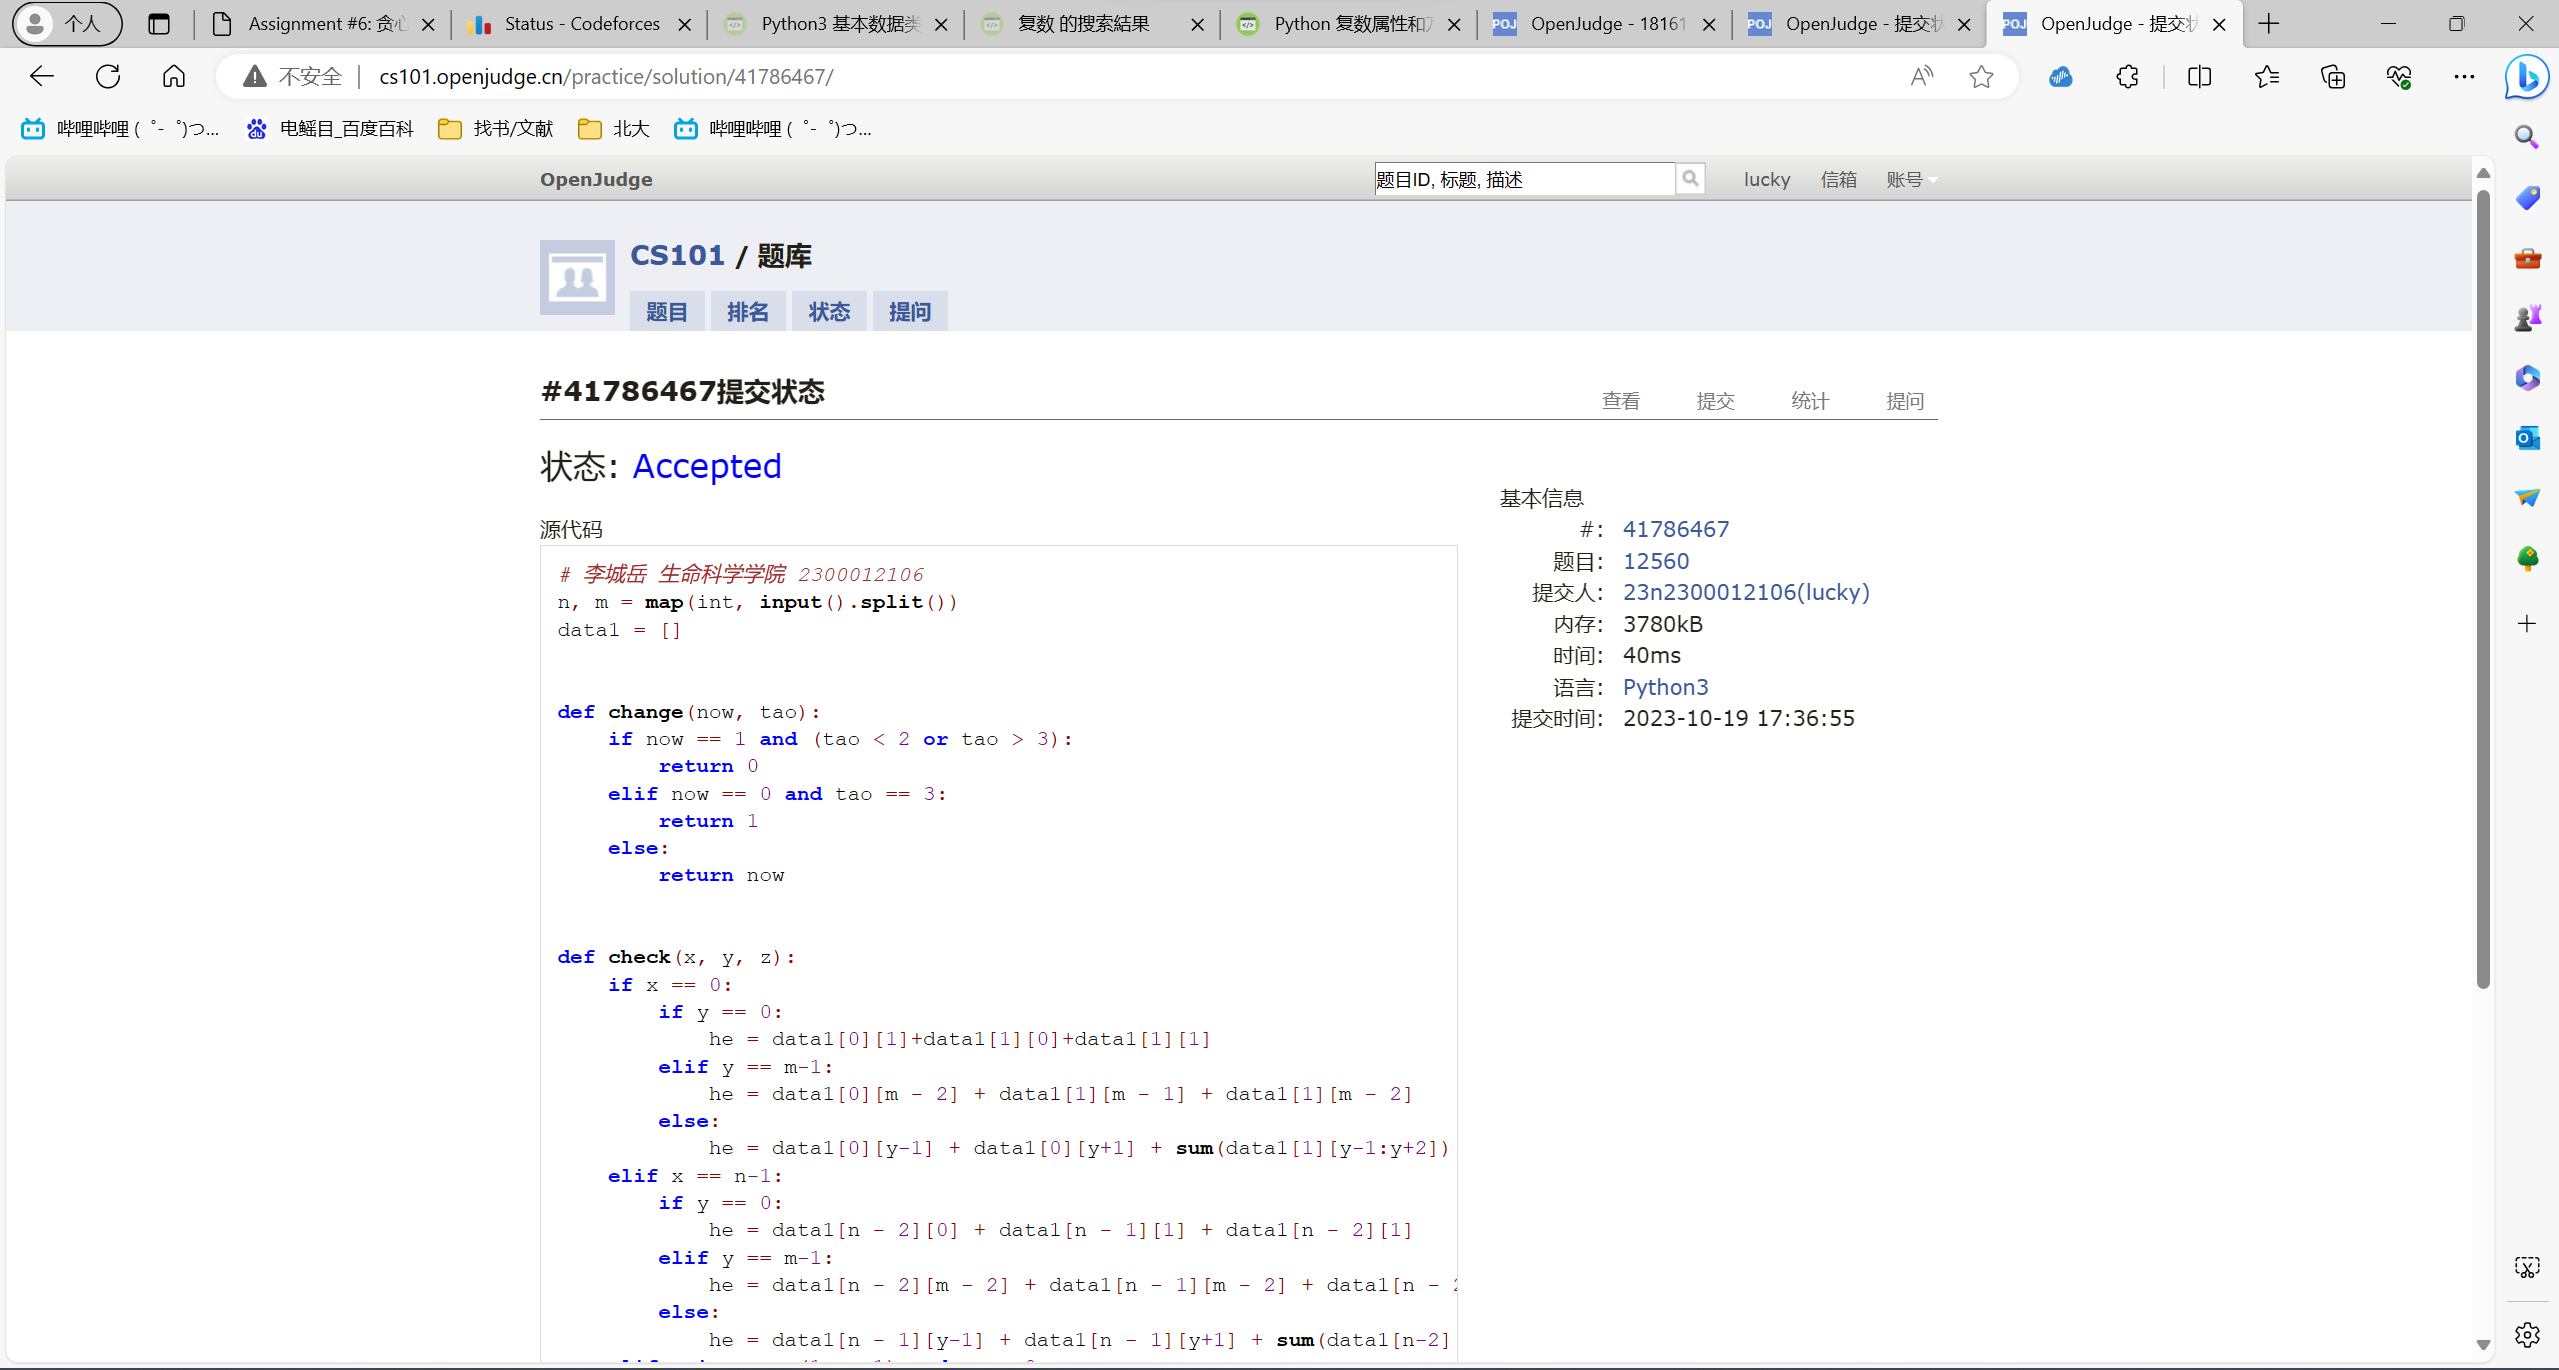 个人 Assignment #6: 贪心 Status - Codeforces Python3 基本数据类 复数 的搜索結果 Python 复数属性和 OpenJudge - 18161 OpenJudge - 提交状 OpenJudge - 提交状
不安全 cs101.openjudge.cn/practice/solution/41786467/
哔哩哔哩 (゜-゜)つ... 电鳐目_百度百科 找书/文献 北大 哔哩哔哩 (゜-゜)つ...
OpenJudge 题目ID, 标题, 描述 lucky 信箱 账号
CS101 / 题库
题目 排名 状态 提问
#41786467提交状态 查看 提交 统计 提问
状态: Accepted
源代码
# 李城岳 生命科学学院 2300012106
n, m = map(int, input().split())
data1 = []
def change(now, tao):
    if now == 1 and (tao < 2 or tao > 3):
        return 0
    elif now == 0 and tao == 3:
        return 1
    else:
        return now
def check(x, y, z):
    if x == 0:
        if y == 0:
            he = data1[0][1]+data1[1][0]+data1[1][1]
        elif y == m-1:
            he = data1[0][m - 2] + data1[1][m - 1] + data1[1][m - 2]
        else:
            he = data1[0][y-1] + data1[0][y+1] + sum(data1[1][y-1:y+2])
    elif x == n-1:
        if y == 0:
            he = data1[n - 2][0] + data1[n - 1][1] + data1[n - 2][1]
        elif y == m-1:
            he = data1[n - 2][m - 2] + data1[n - 1][m - 2] + data1[n - 2
        else:
            he = data1[n - 1][y-1] + data1[n - 1][y+1] + sum(data1[n-2]
基本信息
#: 41786467
题目: 12560
提交人: 23n2300012106(lucky)
内存: 3780kB
时间: 40ms
语言: Python3
提交时间: 2023-10-19 17:36:55